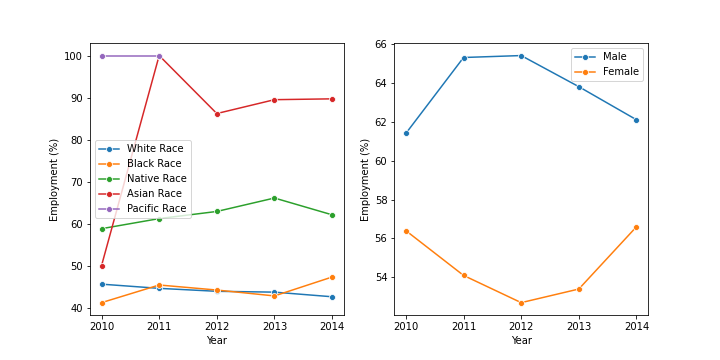 Employment (%)
100
90
80
70
60
50
40
White Race
Black Race
Native Race
Asian Race
Pacific Race
2010 2011 2012 2013 2014
Year
Employment (%)
66
64
62
60
58
56
54
Male
Female
2010 2011 2012 2013 2014
Year